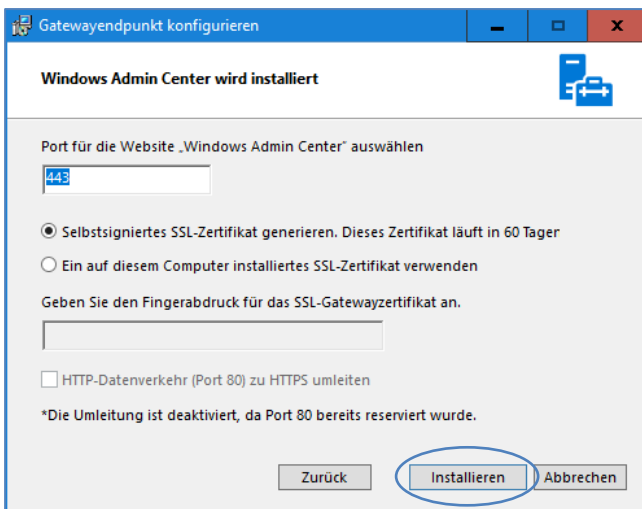 Gatewayendpunkt konfigurieren
Windows Admin Center wird installiert
Port für die Website „Windows Admin Center" auswählen
443
Selbstsigniertes SSL-Zertifikat generieren. Dieses Zertifikat läuft in 60 Tagen
Ein auf diesem Computer installiertes SSL-Zertifikat verwenden
Geben Sie den Fingerabdruck für das SSL-Gatewayzertifikat an.
HTTP-Datenverkehr (Port 80) zu HTTPS umleiten
*Die Umleitung ist deaktiviert, da Port 80 bereits reserviert wurde.
Zurück Installieren Abbrechen